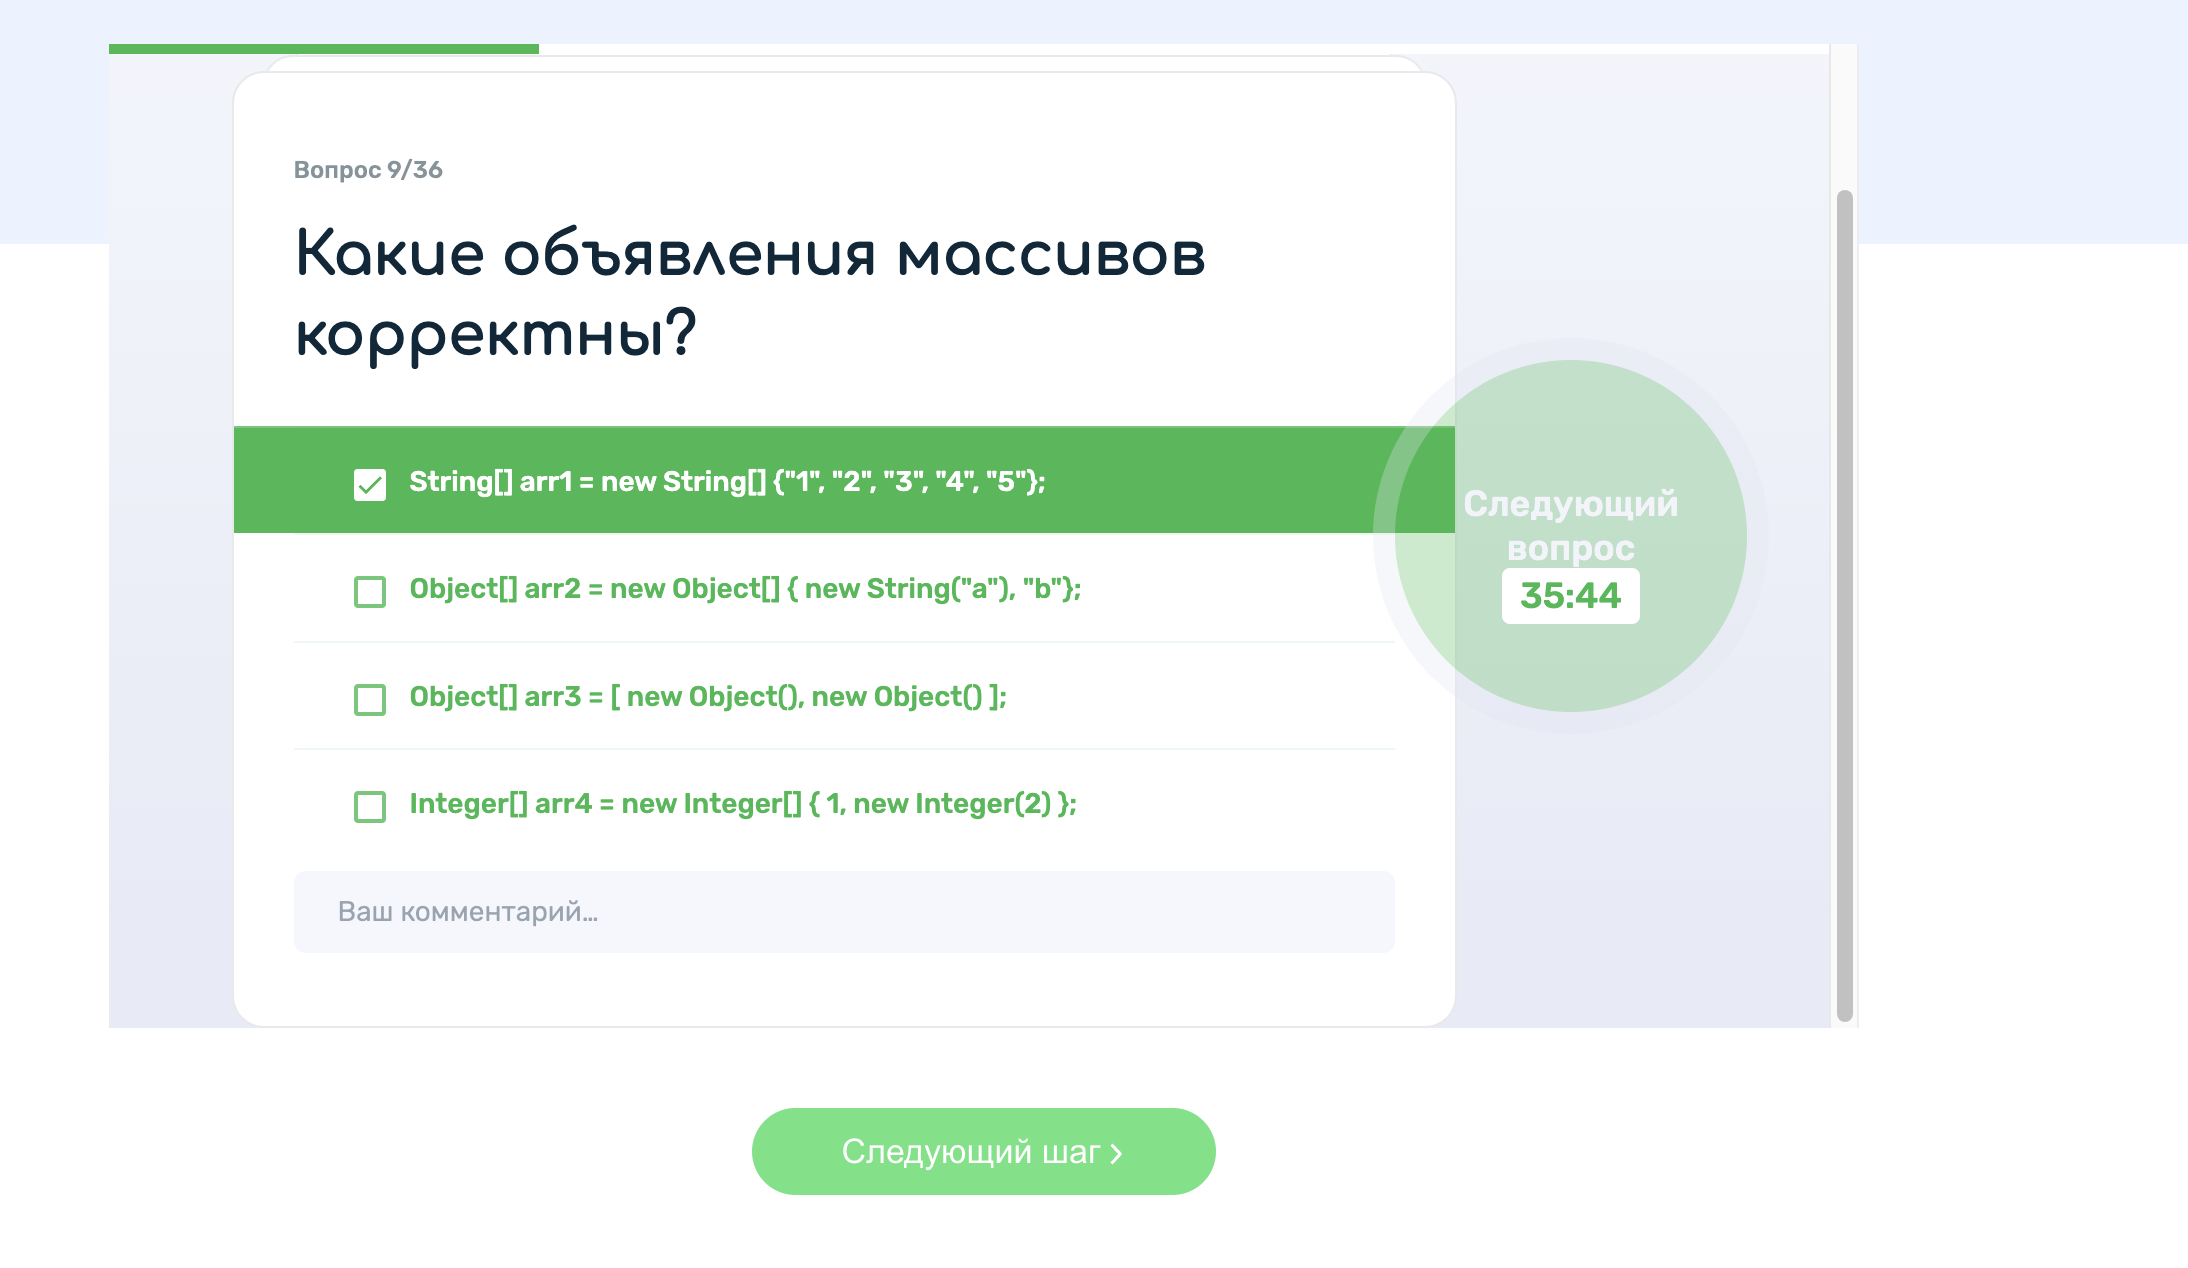 Вопрос 9/36
Какие объявления массивов
корректны?
String[] arr1 = new String[] {"1", "2", "3", "4", "5"};
Object[] arr2 = new Object[] { new String("a"), "b"};
Object[] arr3 = [ new Object(), new Object() ];
Integer[] arr4 = new Integer[] { 1, new Integer(2) };
Ваш комментарий...
Следующий
вопрос
35:44
Следующий шаг